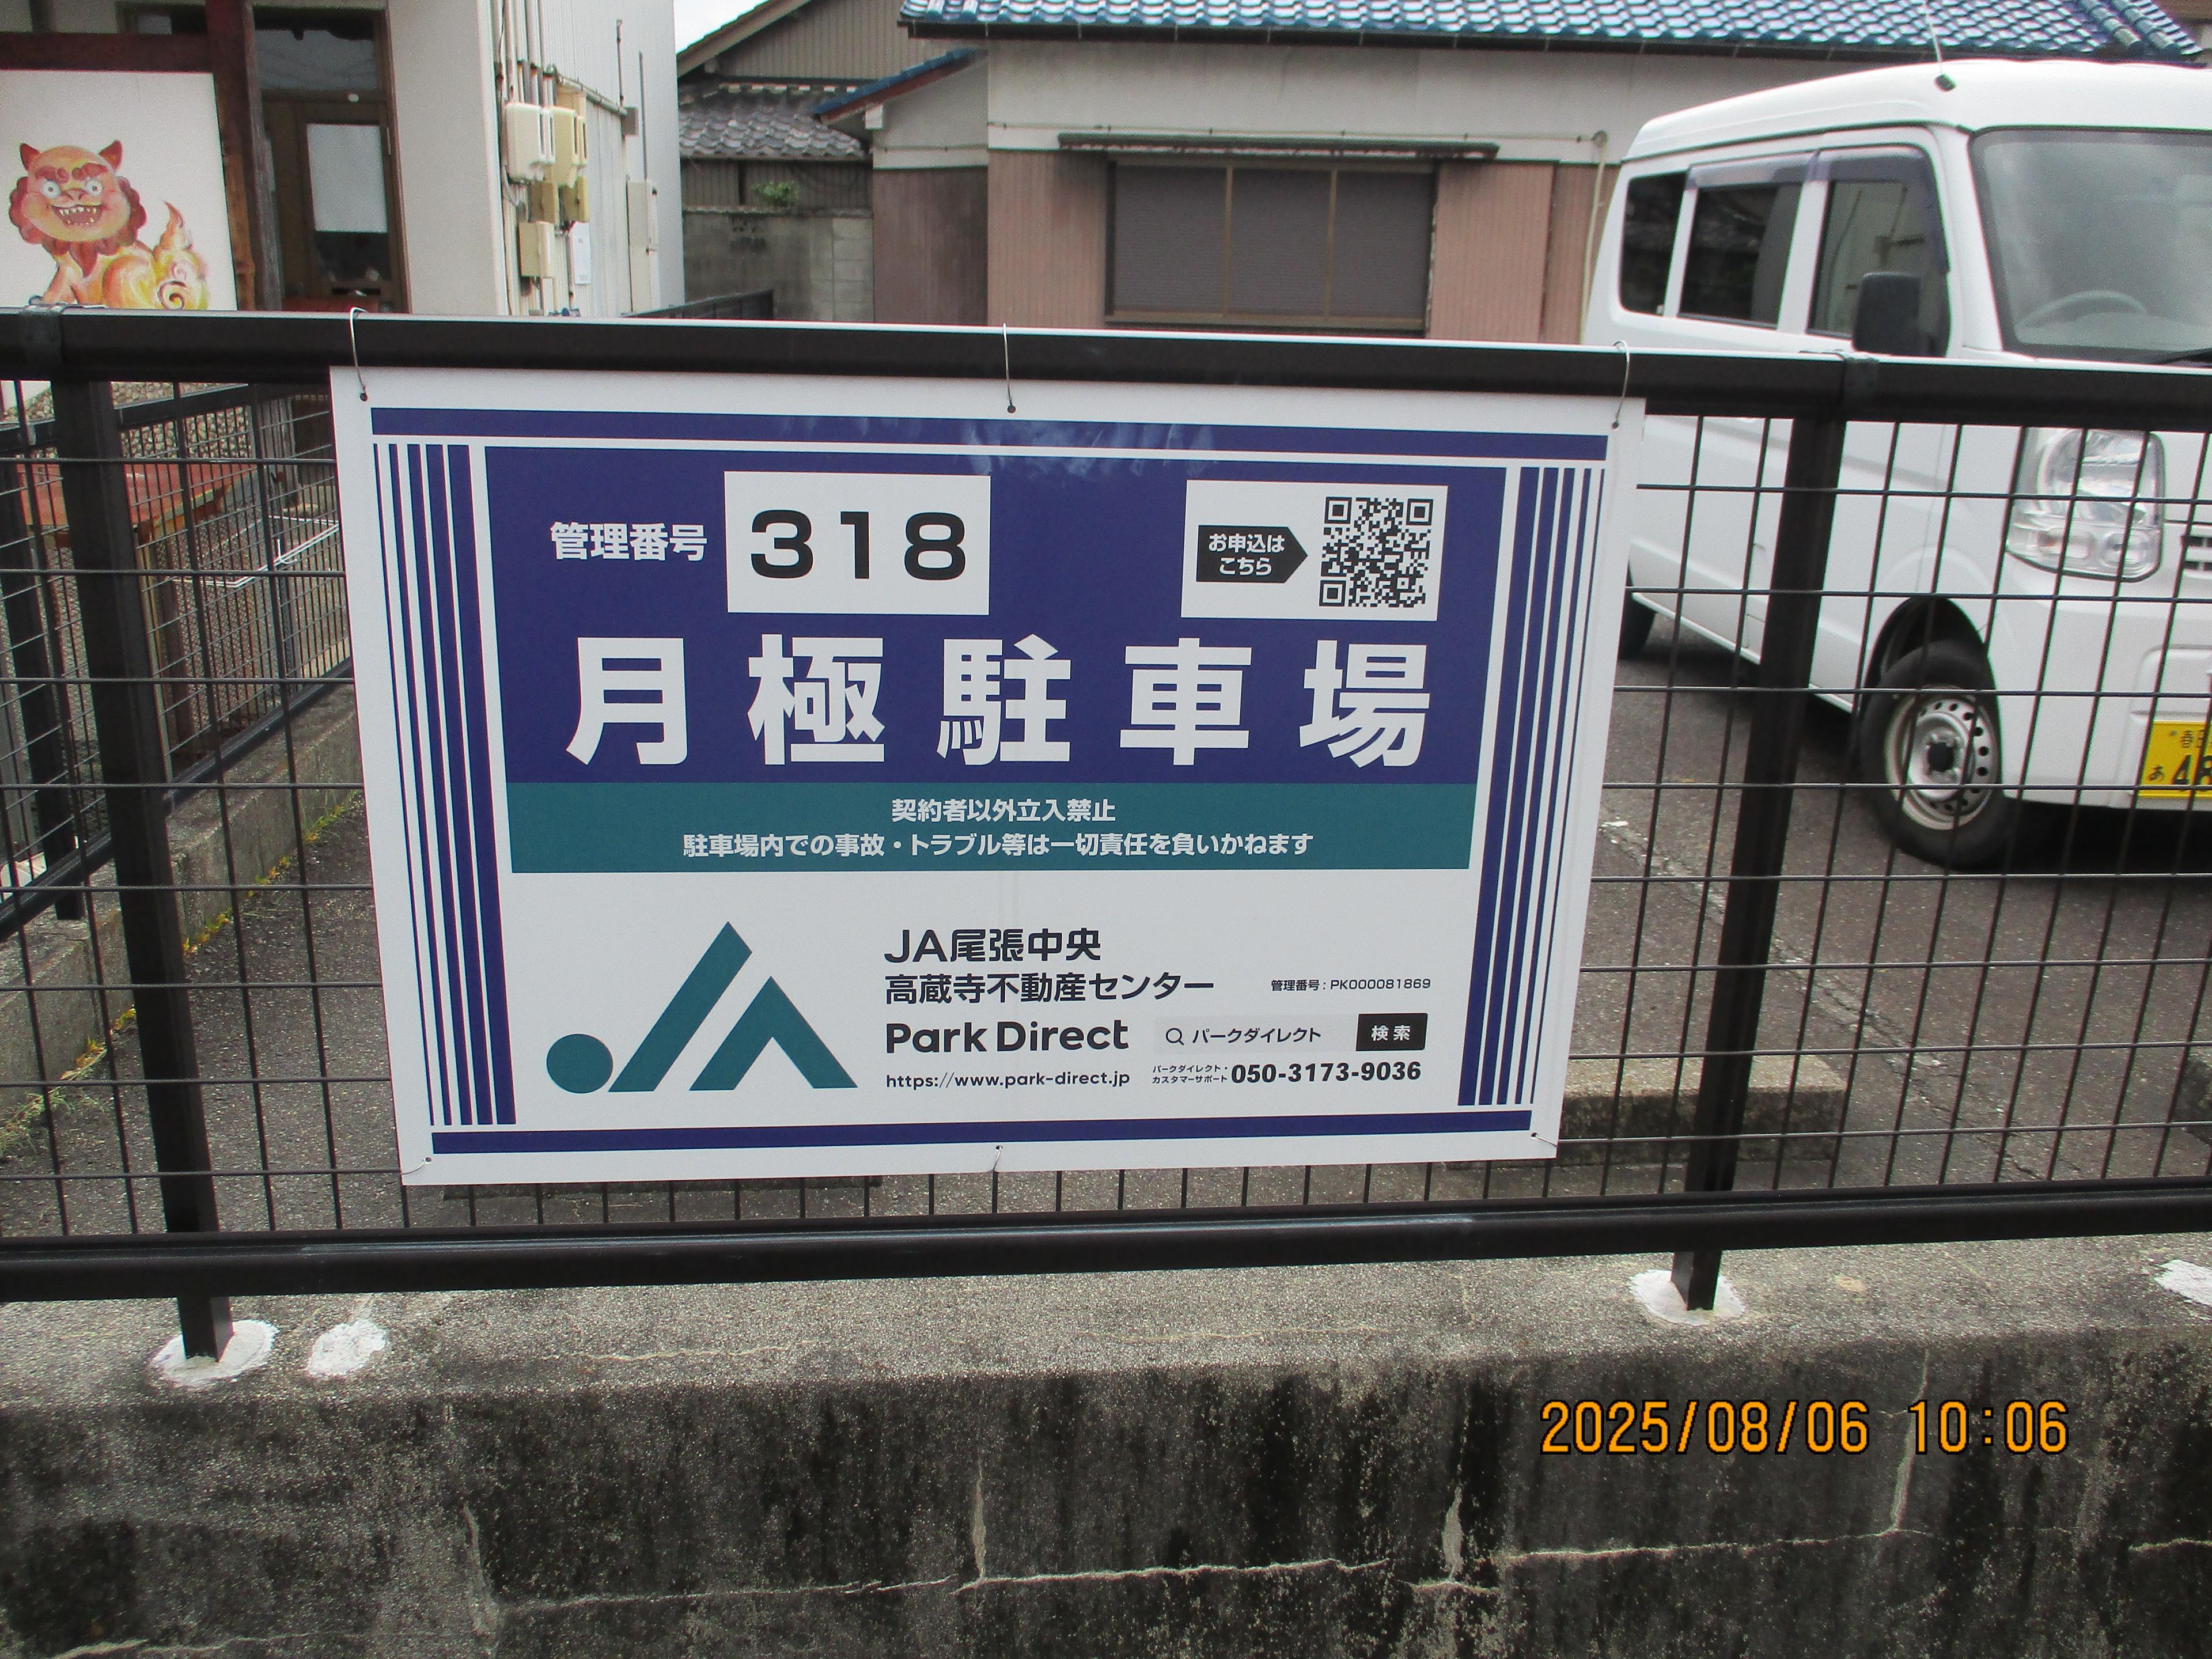 管理番号
318
お申込は
こちら
月極駐車場
契約者以外立入禁止
駐車場内での事故・トラブル等は一切責任を負いかねます
JA尾張中央
高蔵寺不動産センター
管理番号：PK000081869
Park Direct
パークダイレクト
検索
https://www.park-direct.jp
パークダイレクト・
カスタマーサポート
050-3173-9036
2025/08/06 10:06